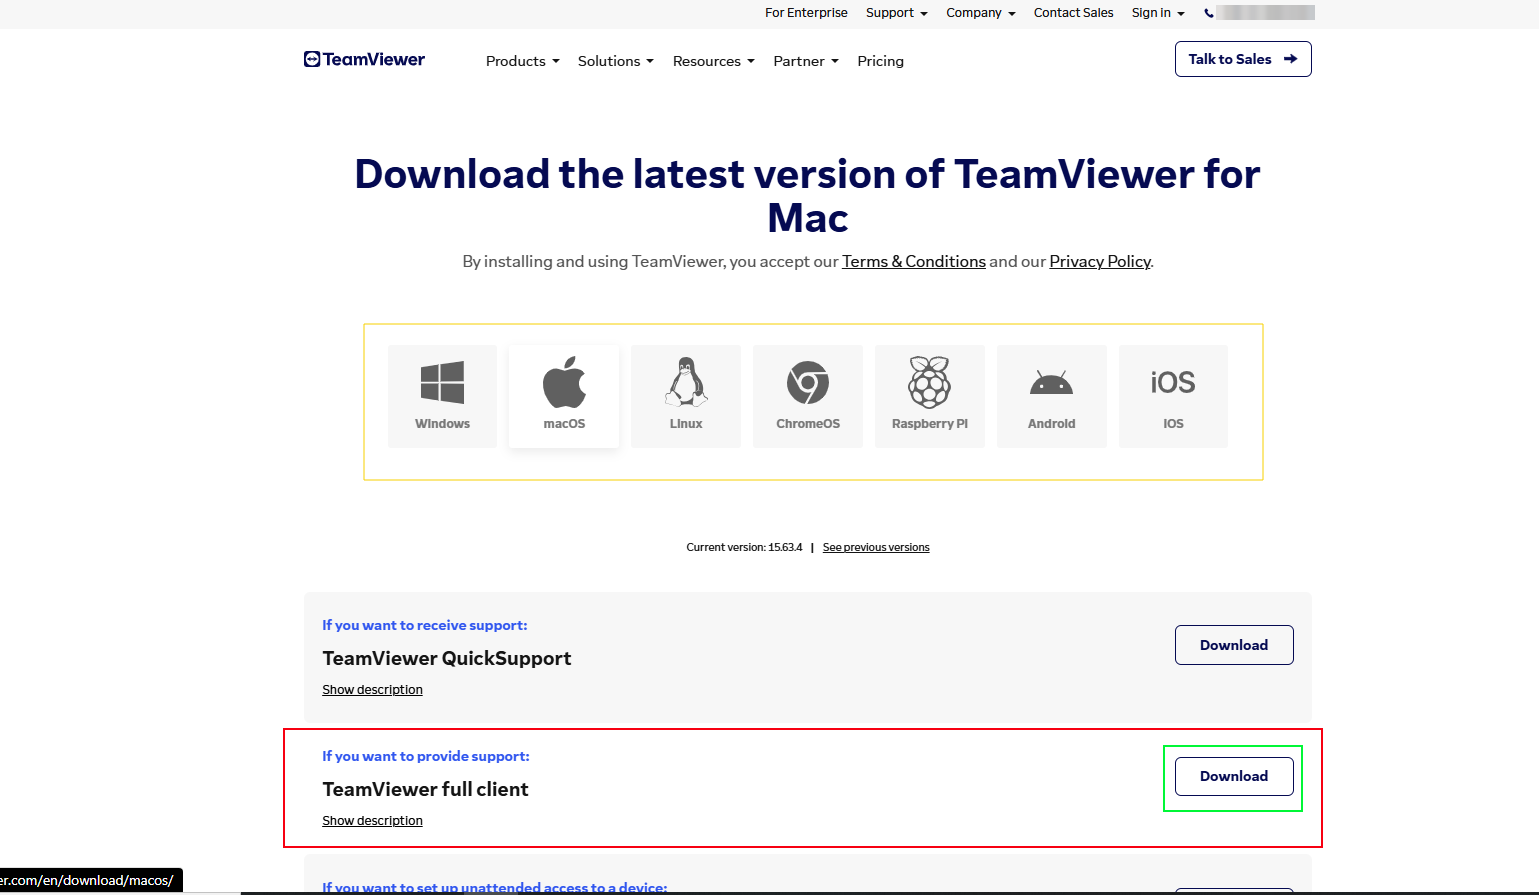 For Enterprise Support Company Contact Sales Sign in
TeamViewer Products Solutions Resources Partner Pricing Talk to Sales
Download the latest version of TeamViewer for
Mac
By installing and using TeamViewer, you accept our Terms & Conditions and our Privacy Policy.
iOS
Windows macOS Linux ChromeOS Raspberry PI Android IOS
Current version: 15.63.4 | See previous versions
If you want to receive support:
TeamViewer QuickSupport
Download
Show description
If you want to provide support:
TeamViewer full client
Download
Show description
er.com/en/download/macos/
If you want to set up unattended access to a device: